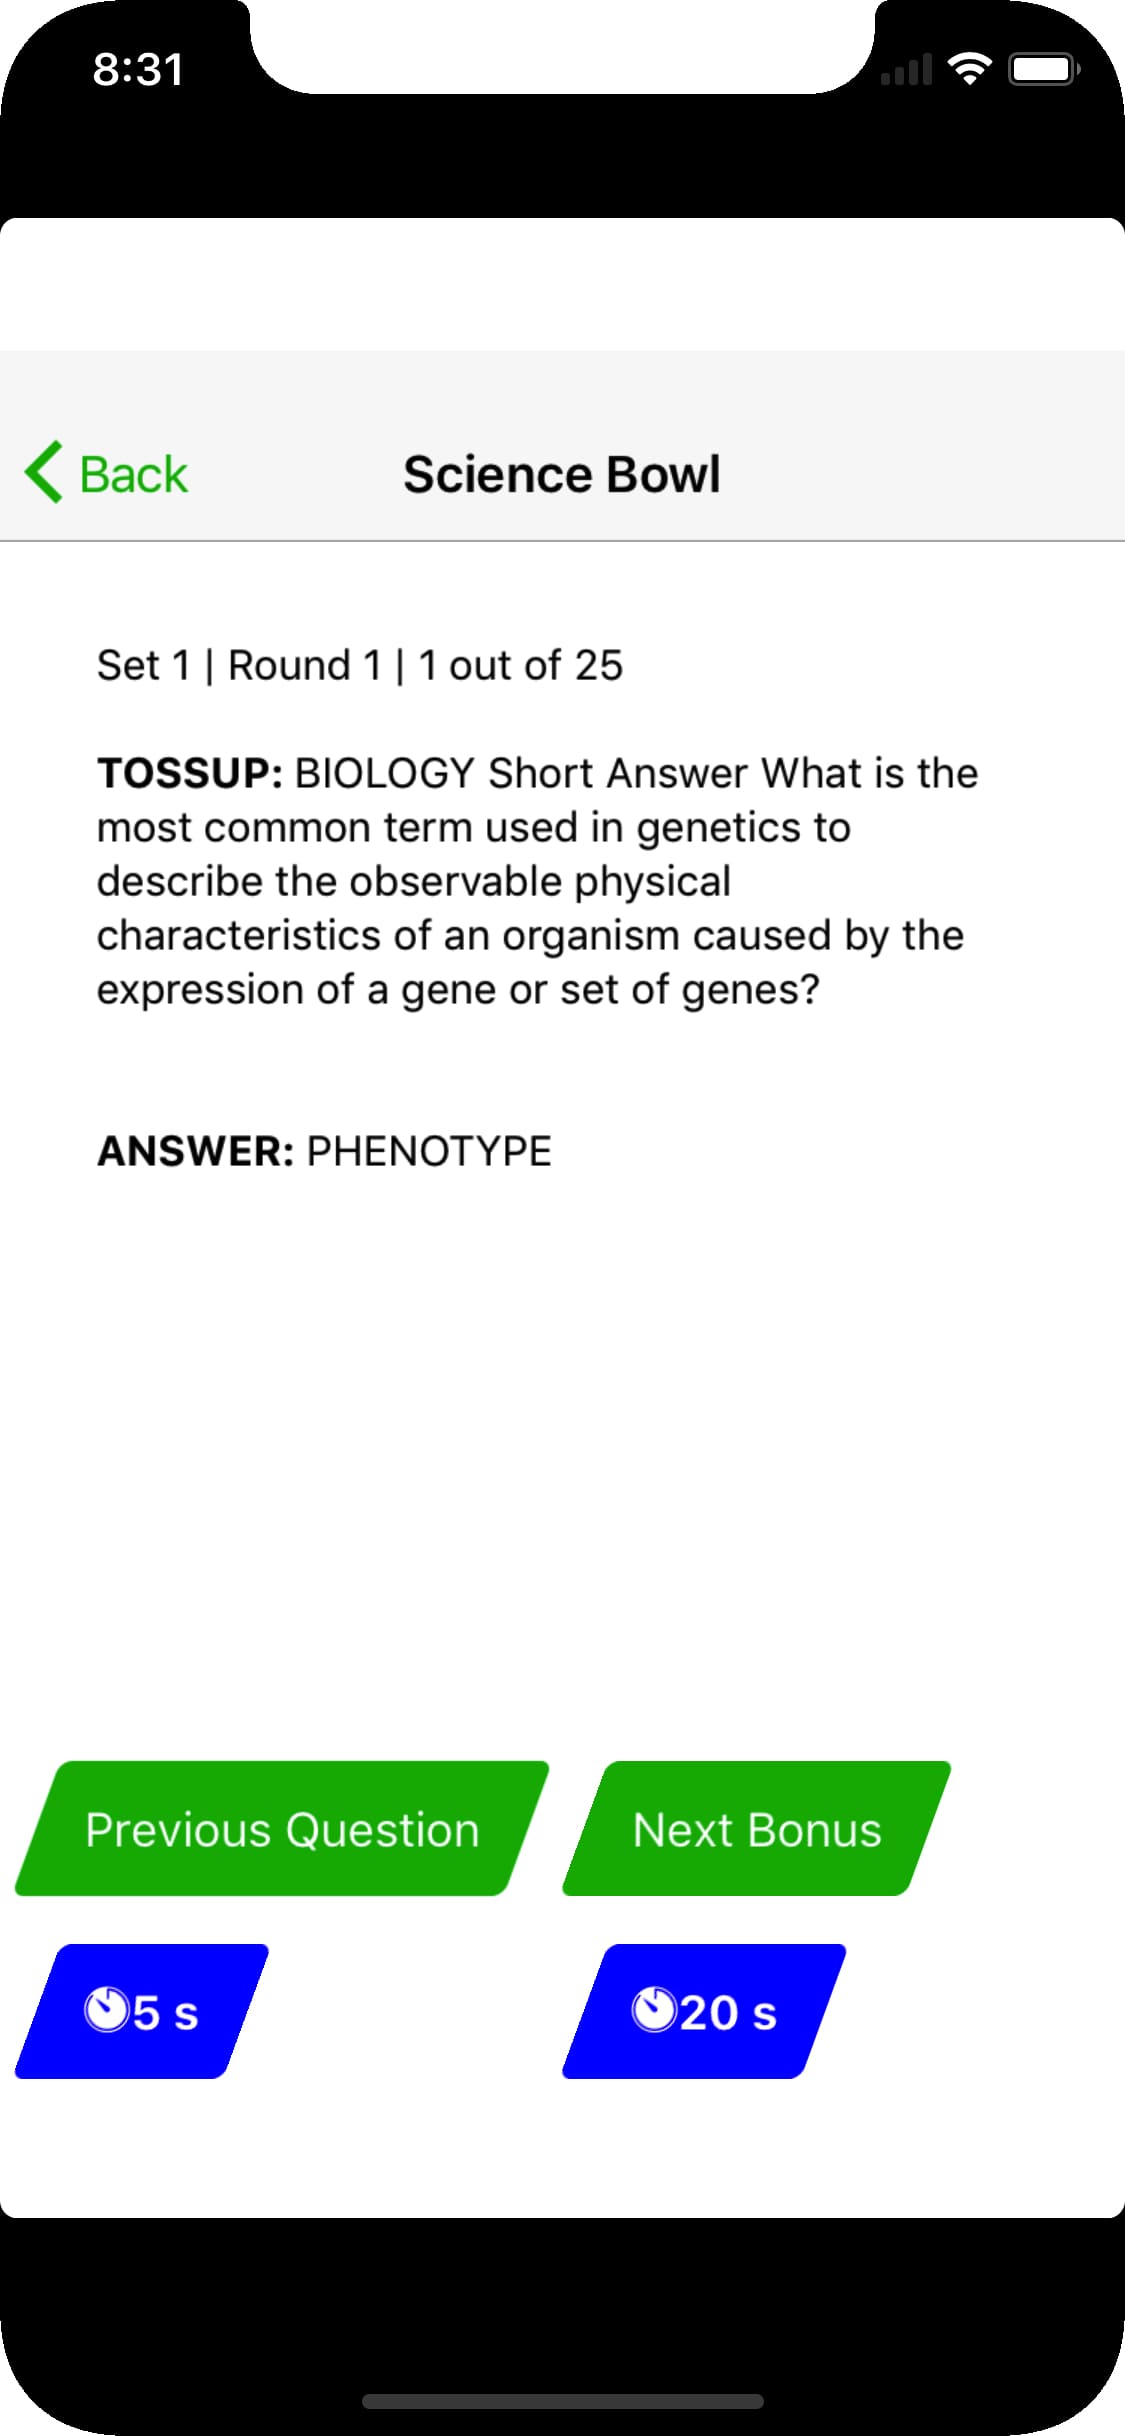 8:31
Back
Science Bowl
Set 1 | Round 1 | 1 out of 25
TOSSUP: BIOLOGY Short Answer What is the
most common term used in genetics to
describe the observable physical
characteristics of an organism caused by the
expression of a gene or set of genes?
ANSWER: PHENOTYPE
Previous Question
Next Bonus
5 s
20 s